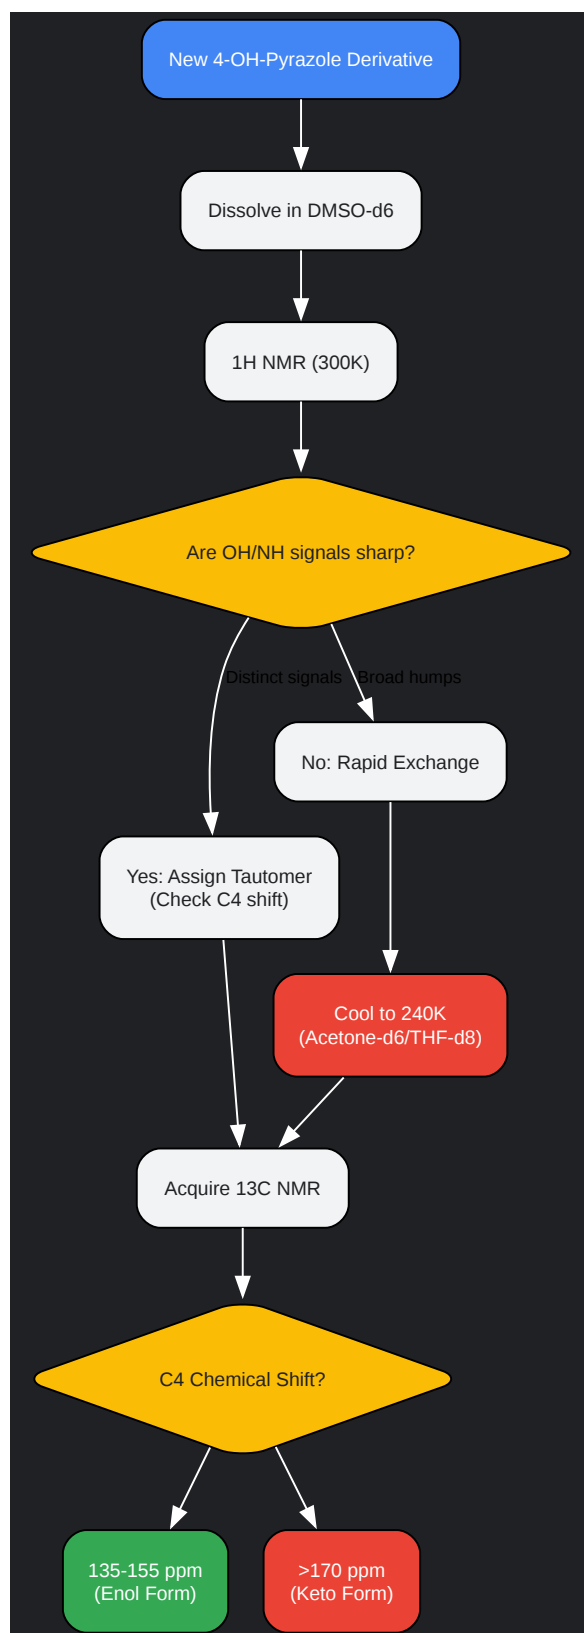 New 4-OH-Pyrazole Derivative
Dissolve in DMSO-d6
1H NMR (300K)
Are OH/NH signals sharp?
Distinct signals
Broad humps
No: Rapid Exchange
Yes: Assign Tautomer
(Check C4 shift)
Cool to 240K
(Acetone-d6/THF-d8)
Acquire 13C NMR
C4 Chemical Shift?
135-155 ppm
(Enol Form)
>170 ppm
(Keto Form)